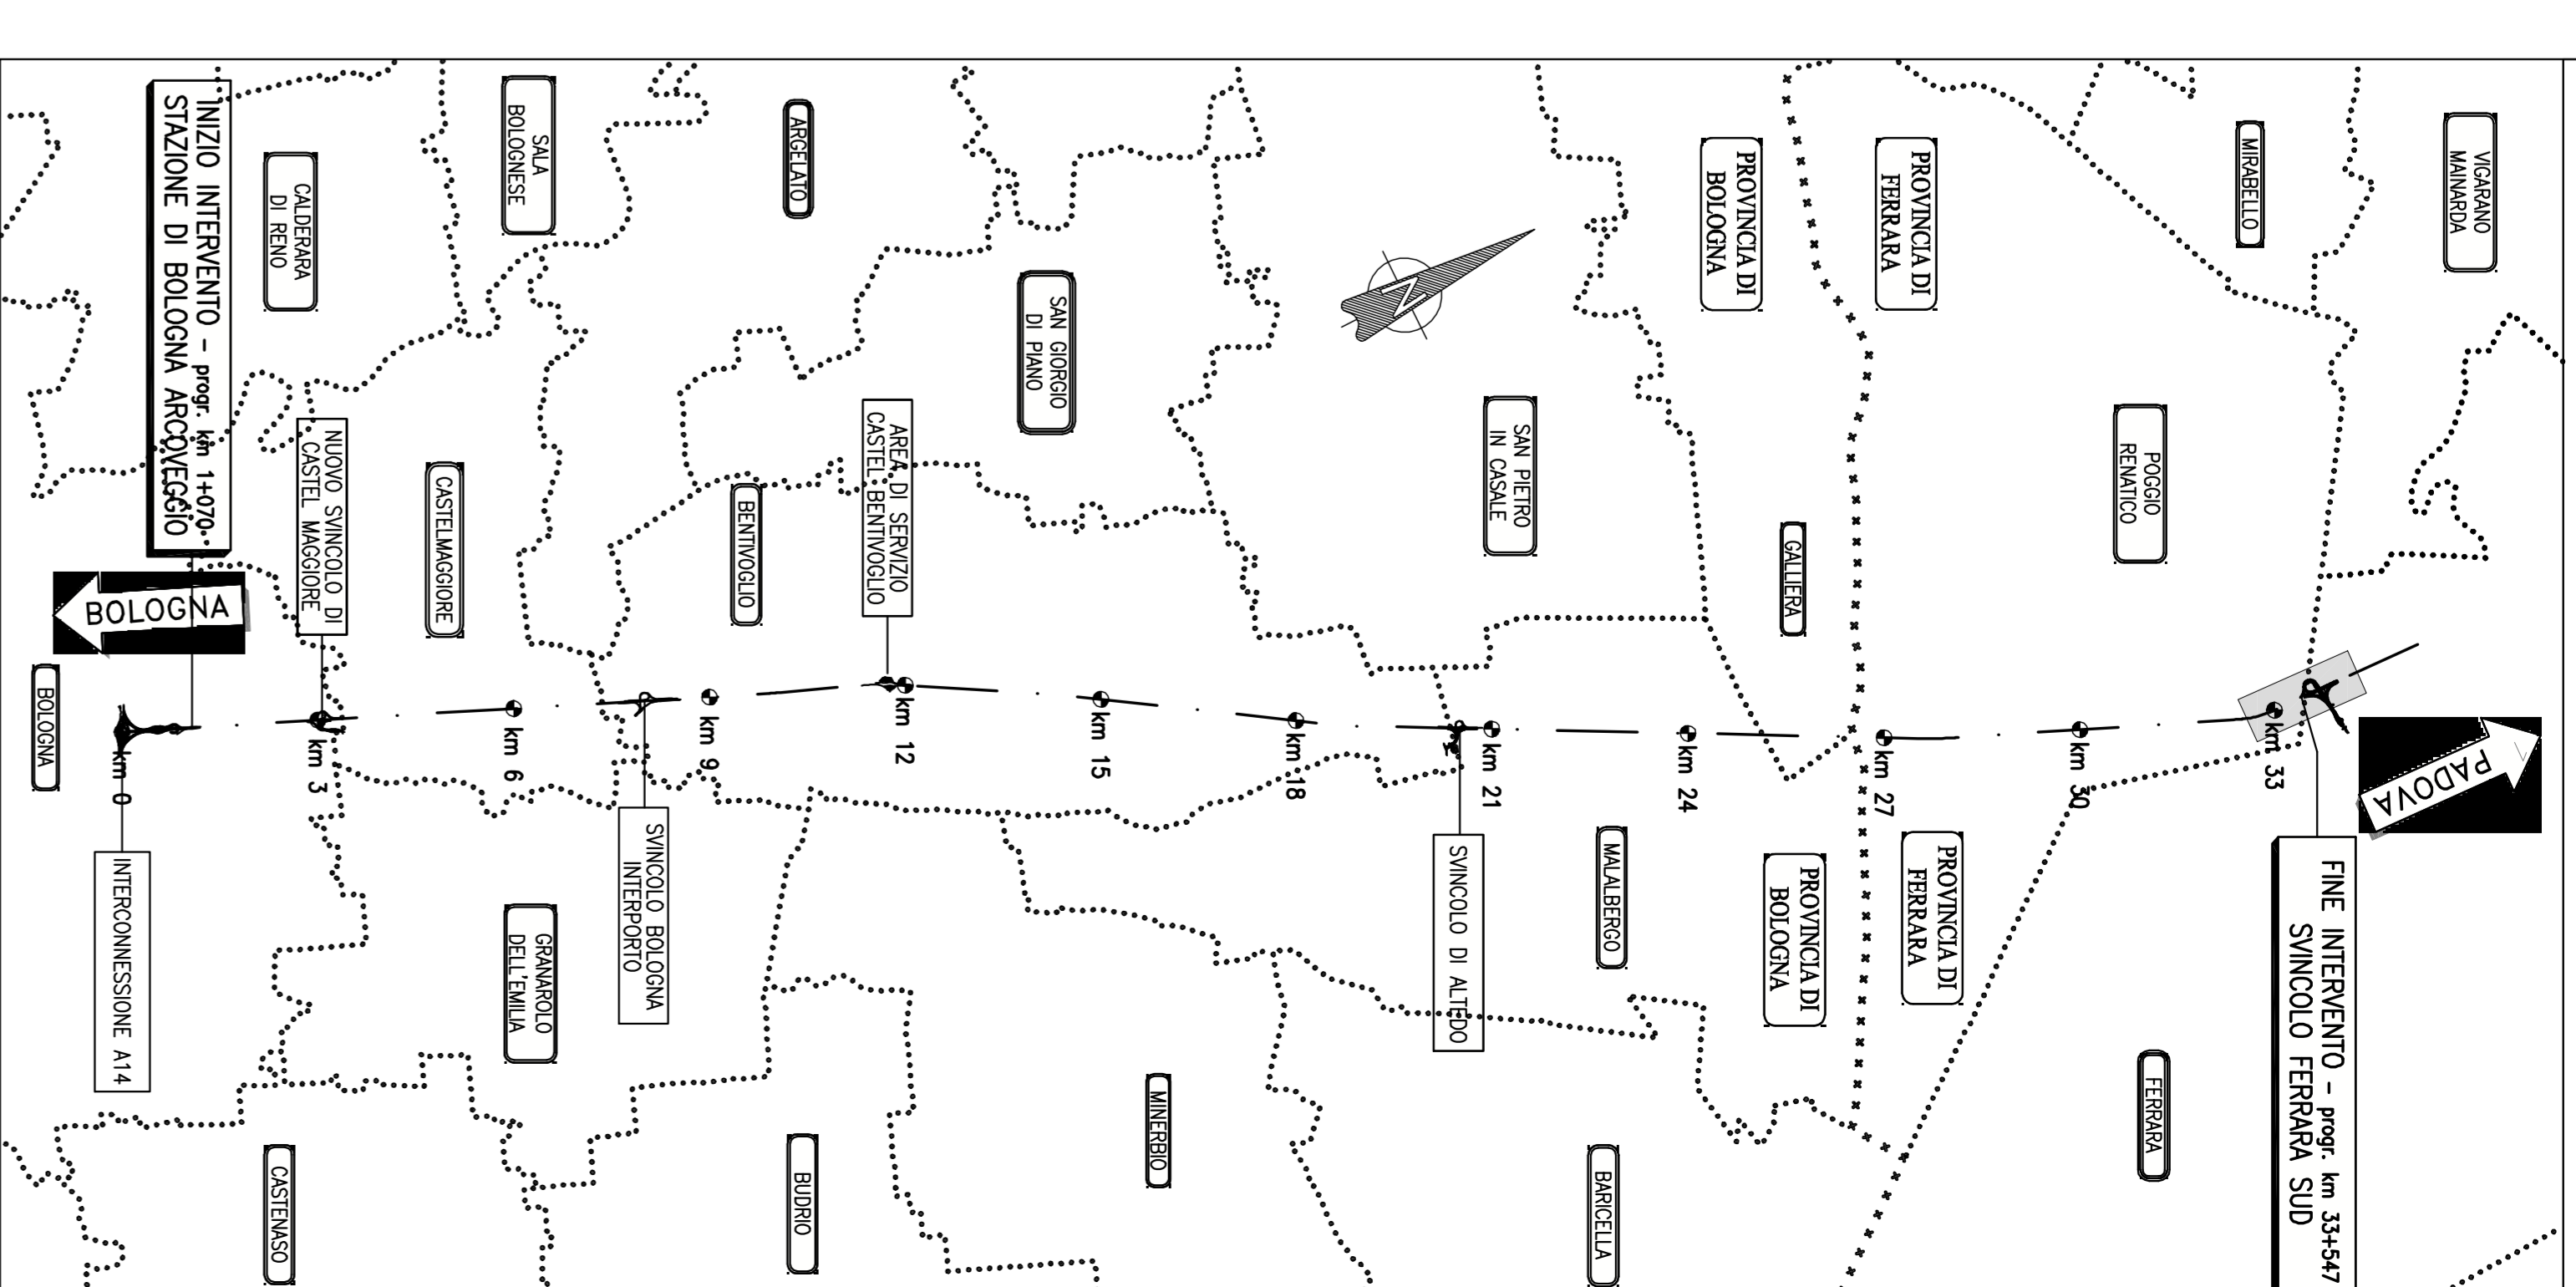 INIZIO INTERVENTO - progr. km 1+070
STAZIONE DI BOLOGNA ARCOVEGGIO
CALDERARA
DI RENO
SALA
BOLOGNESE
ARGELATO
SAN GIORGIO
DI PIANO
N
PROVINCIA DI
BOLOGNA
PROVINCIA DI
FERRARA
MIRABELLO
VIGARANO
MAINARDA
NUOVO SVINCOLO DI
CASTEL MAGGIORE
CASTELMAGGIORE
BENTIVOGLIO
AREA DI SERVIZIO
CASTEL BENTIVOGLIO
SAN PIETRO
IN CASALE
GALLIERA
POGGIO
RENATICO
BOLOGNA
BOLOGNA
km 0
km 3
km 6
km 9
km 12
km 15
km 18
km 21
km 24
km 27
km 30
km 33
PADOVA
INTERCONNESSIONE A14
GRANAROLO
DELL'EMILIA
SVINCOLO BOLOGNA
INTERPORTO
SVINCOLO DI ALTEDO
MALALBERGO
PROVINCIA DI
BOLOGNA
PROVINCIA DI
FERRARA
FINE INTERVENTO - progr. km 33+547
SVINCOLO FERRARA SUD
CASTENASO
BUDRIO
MINERBIO
BARICELLA
FERRARA